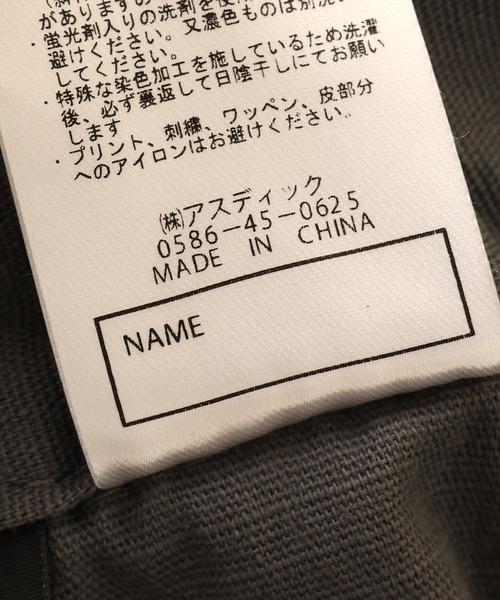 がありますの
・蛍光剤入りの洗剤を使用
避けください。又濃色ものは別洗い
してください。
・特殊な染色加工を施しているため洗濯
後、必ず裏返して日陰干しにてお願い
します
・プリント、刺繍、ワッペン、皮部分
へのアイロンはお避けください。
㈱アスディック
0586-45-0625
MADE IN CHINA
NAME